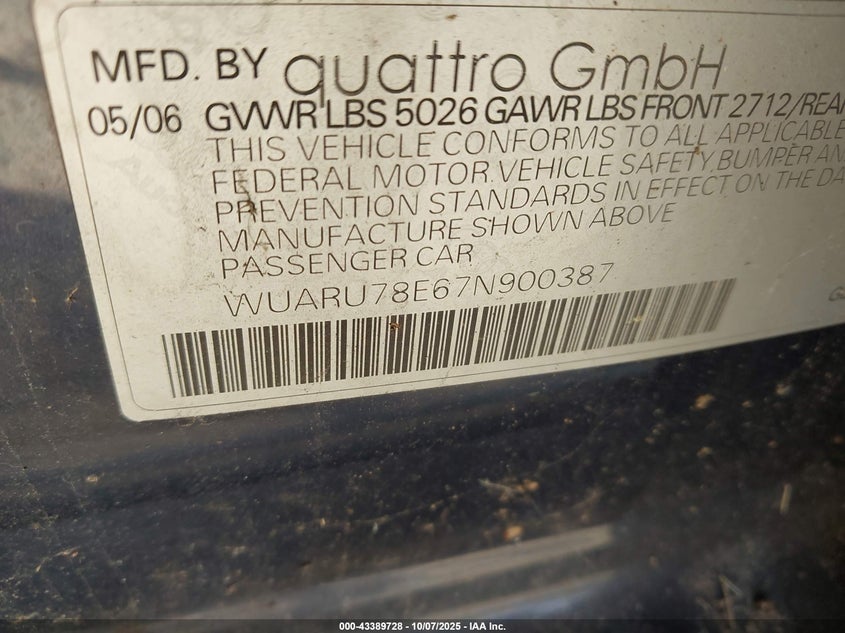 MFD. BY quattro GmbH
05/06 GVWR LBS 5026 GAWR LBS FRONT 2712/REAR
THIS VEHICLE CONFORMS TO ALL APPLICABLE
FEDERAL MOTOR VEHICLE SAFETY, BUMPER AN
PREVENTION STANDARDS IN EFFECT ON THE DA
MANUFACTURE SHOWN ABOVE
PASSENGER CAR
WUARU78E67N900387
000-43389728 - 10/07/2025 - IAA Inc.